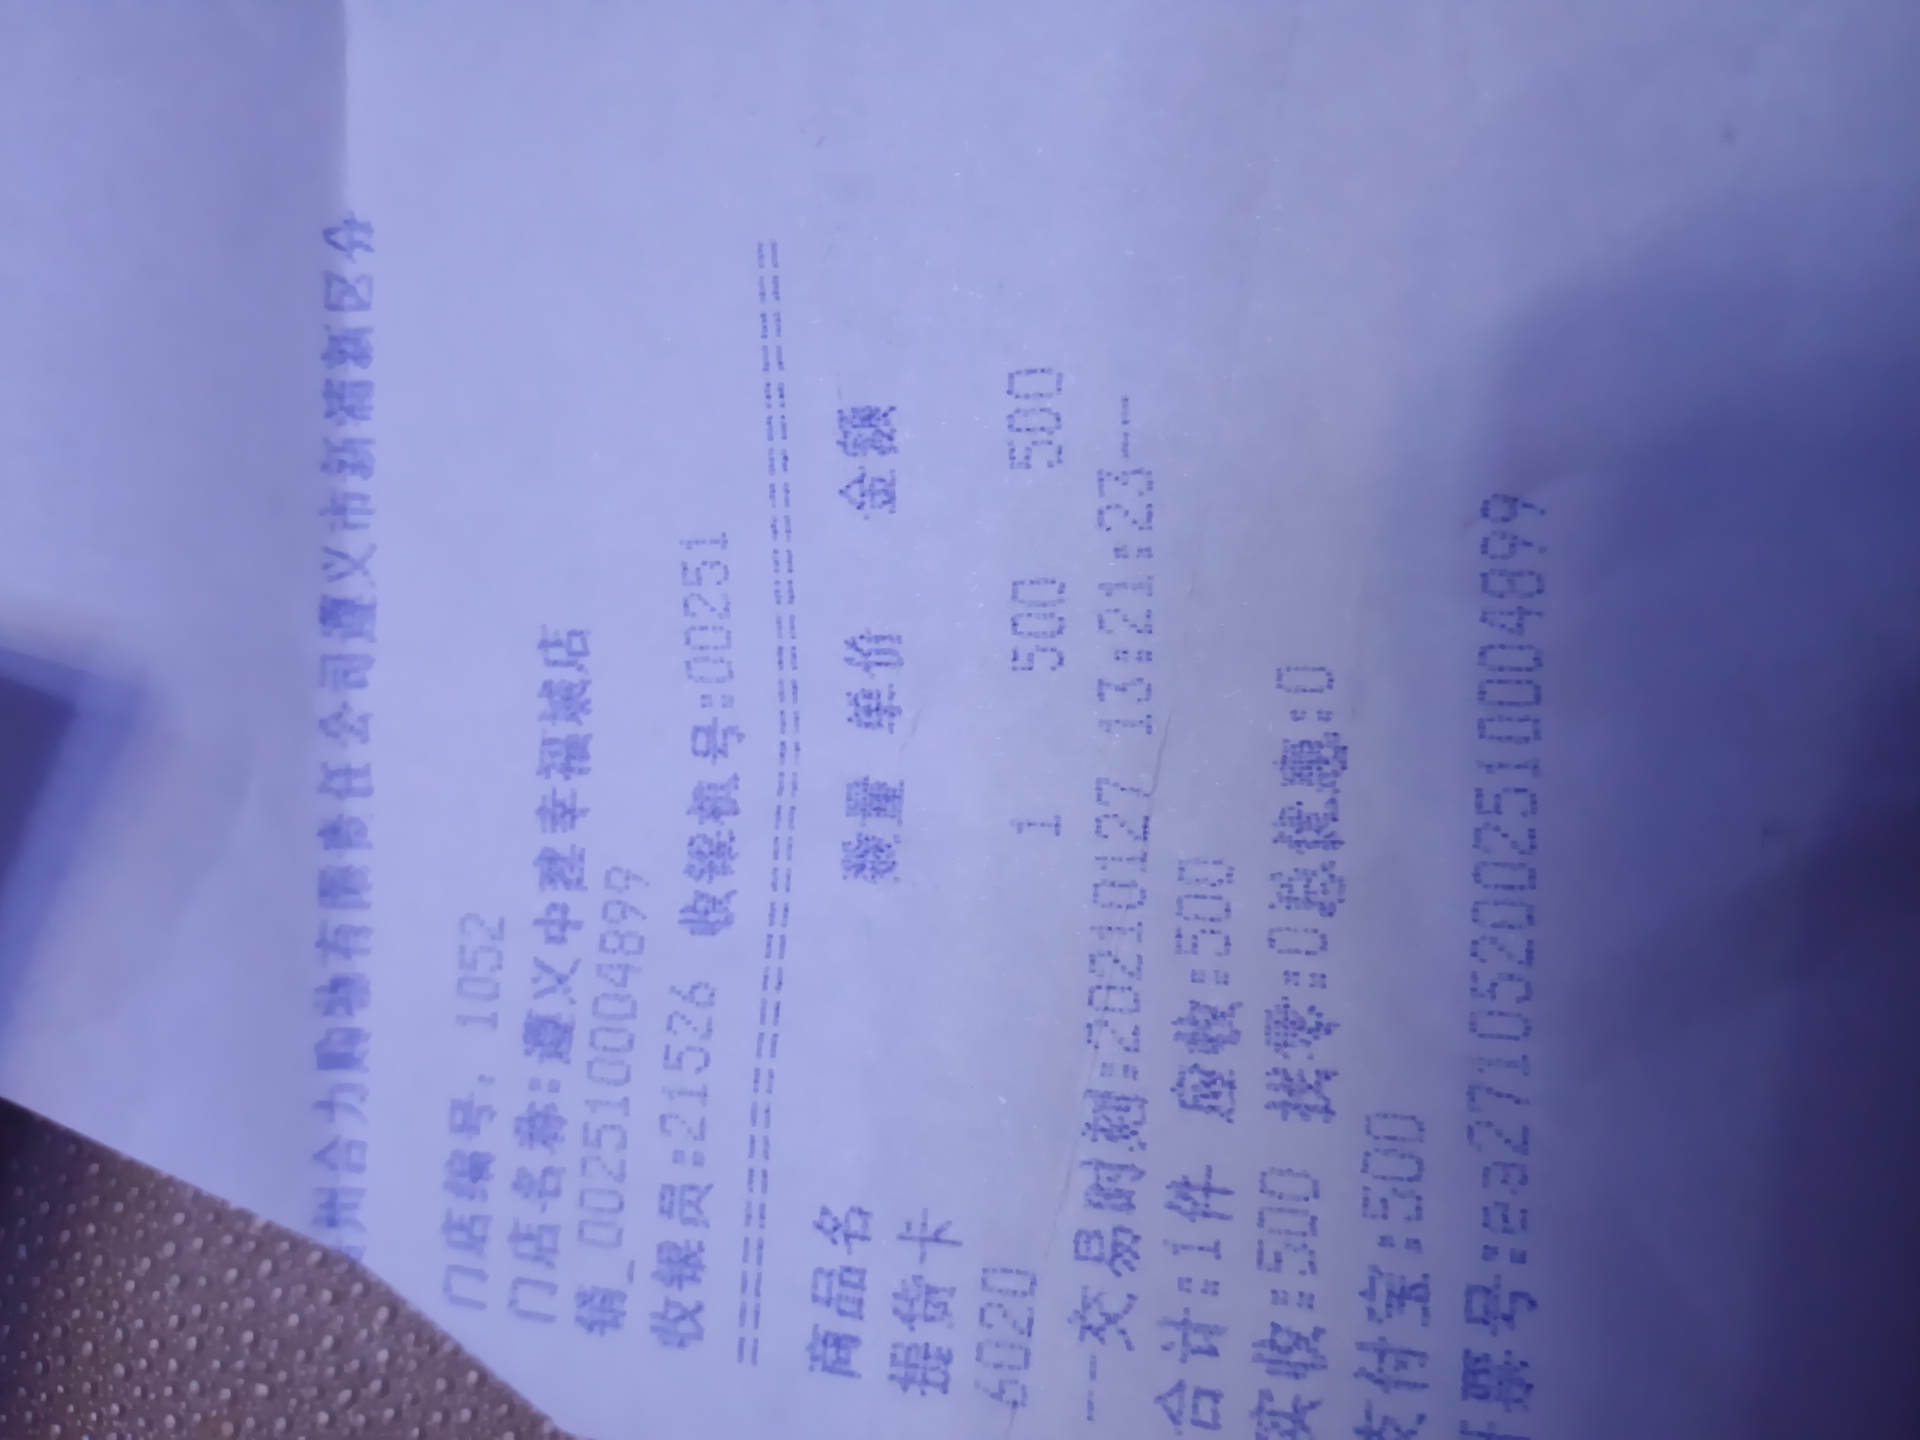 州合力购物有限责任公司遵义市新浦新区分
门店编号: 1052
门店名称:遵义中建幸福城店
销_002510004899
收银员:21526 收银机号:00251
商品名 数量 单价 金额
提货卡
6020 1 500 500
---交易时刻:20210127 13:21:23---
合计:1件 应收:500
实收:500 找零:0总优惠:0
支付宝:500
开票号:ea2710520025100048​99